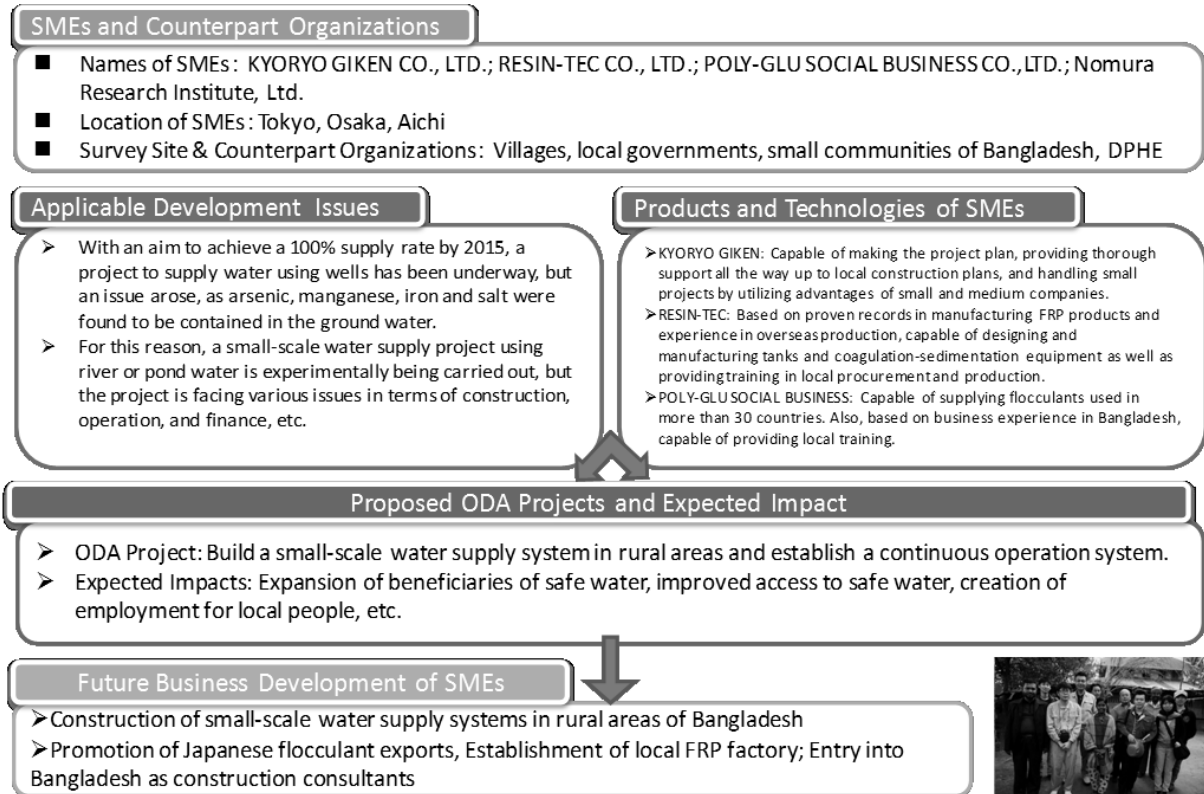 SMEs and Counterpart Organizations
■ Names of SMEs: KYORYO GIKEN CO., LTD.; RESIN-TEC CO., LTD.; POLY-GLU SOCIAL BUSINESS CO.,LTD.; Nomura
Research Institute, Ltd.
■ Location of SMEs: Tokyo, Osaka, Aichi
■ Survey Site & Counterpart Organizations: Villages, local governments, small communities of Bangladesh, DPHE
Applicable Development Issues
➢ With an aim to achieve a 100% supply rate by 2015, a
project to supply water using wells has been underway, but
an issue arose, as arsenic, manganese, iron and salt were
found to be contained in the ground water.
➢ For this reason, a small-scale water supply project using
river or pond water is experimentally being carried out, but
the project is facing various issues in terms of construction,
operation, and finance, etc.
Products and Technologies of SMEs
➢KYORYO GIKEN: Capable of making the project plan, providing thorough
support all the way up to local construction plans, and handling small
projects by utilizing advantages of small and medium companies.
➢RESIN-TEC: Based on proven records in manufacturing FRP products and
experience in overseas production, capable of designing and
manufacturing tanks and coagulation-sedimentation equipment as well as
providing training in local procurement and production.
➢POLY-GLU SOCIAL BUSINESS: Capable of supplying flocculants used in
more than 30 countries. Also, based on business experience in Bangladesh,
capable of providing local training.
Proposed ODA Projects and Expected Impact
➢ ODA Project: Build a small-scale water supply system in rural areas and establish a continuous operation system.
➢ Expected Impacts: Expansion of beneficiaries of safe water, improved access to safe water, creation of
employment for local people, etc.
Future Business Development of SMEs
➢Construction of small-scale water supply systems in rural areas of Bangladesh
➢Promotion of Japanese flocculant exports, Establishment of local FRP factory; Entry into
Bangladesh as construction consultants